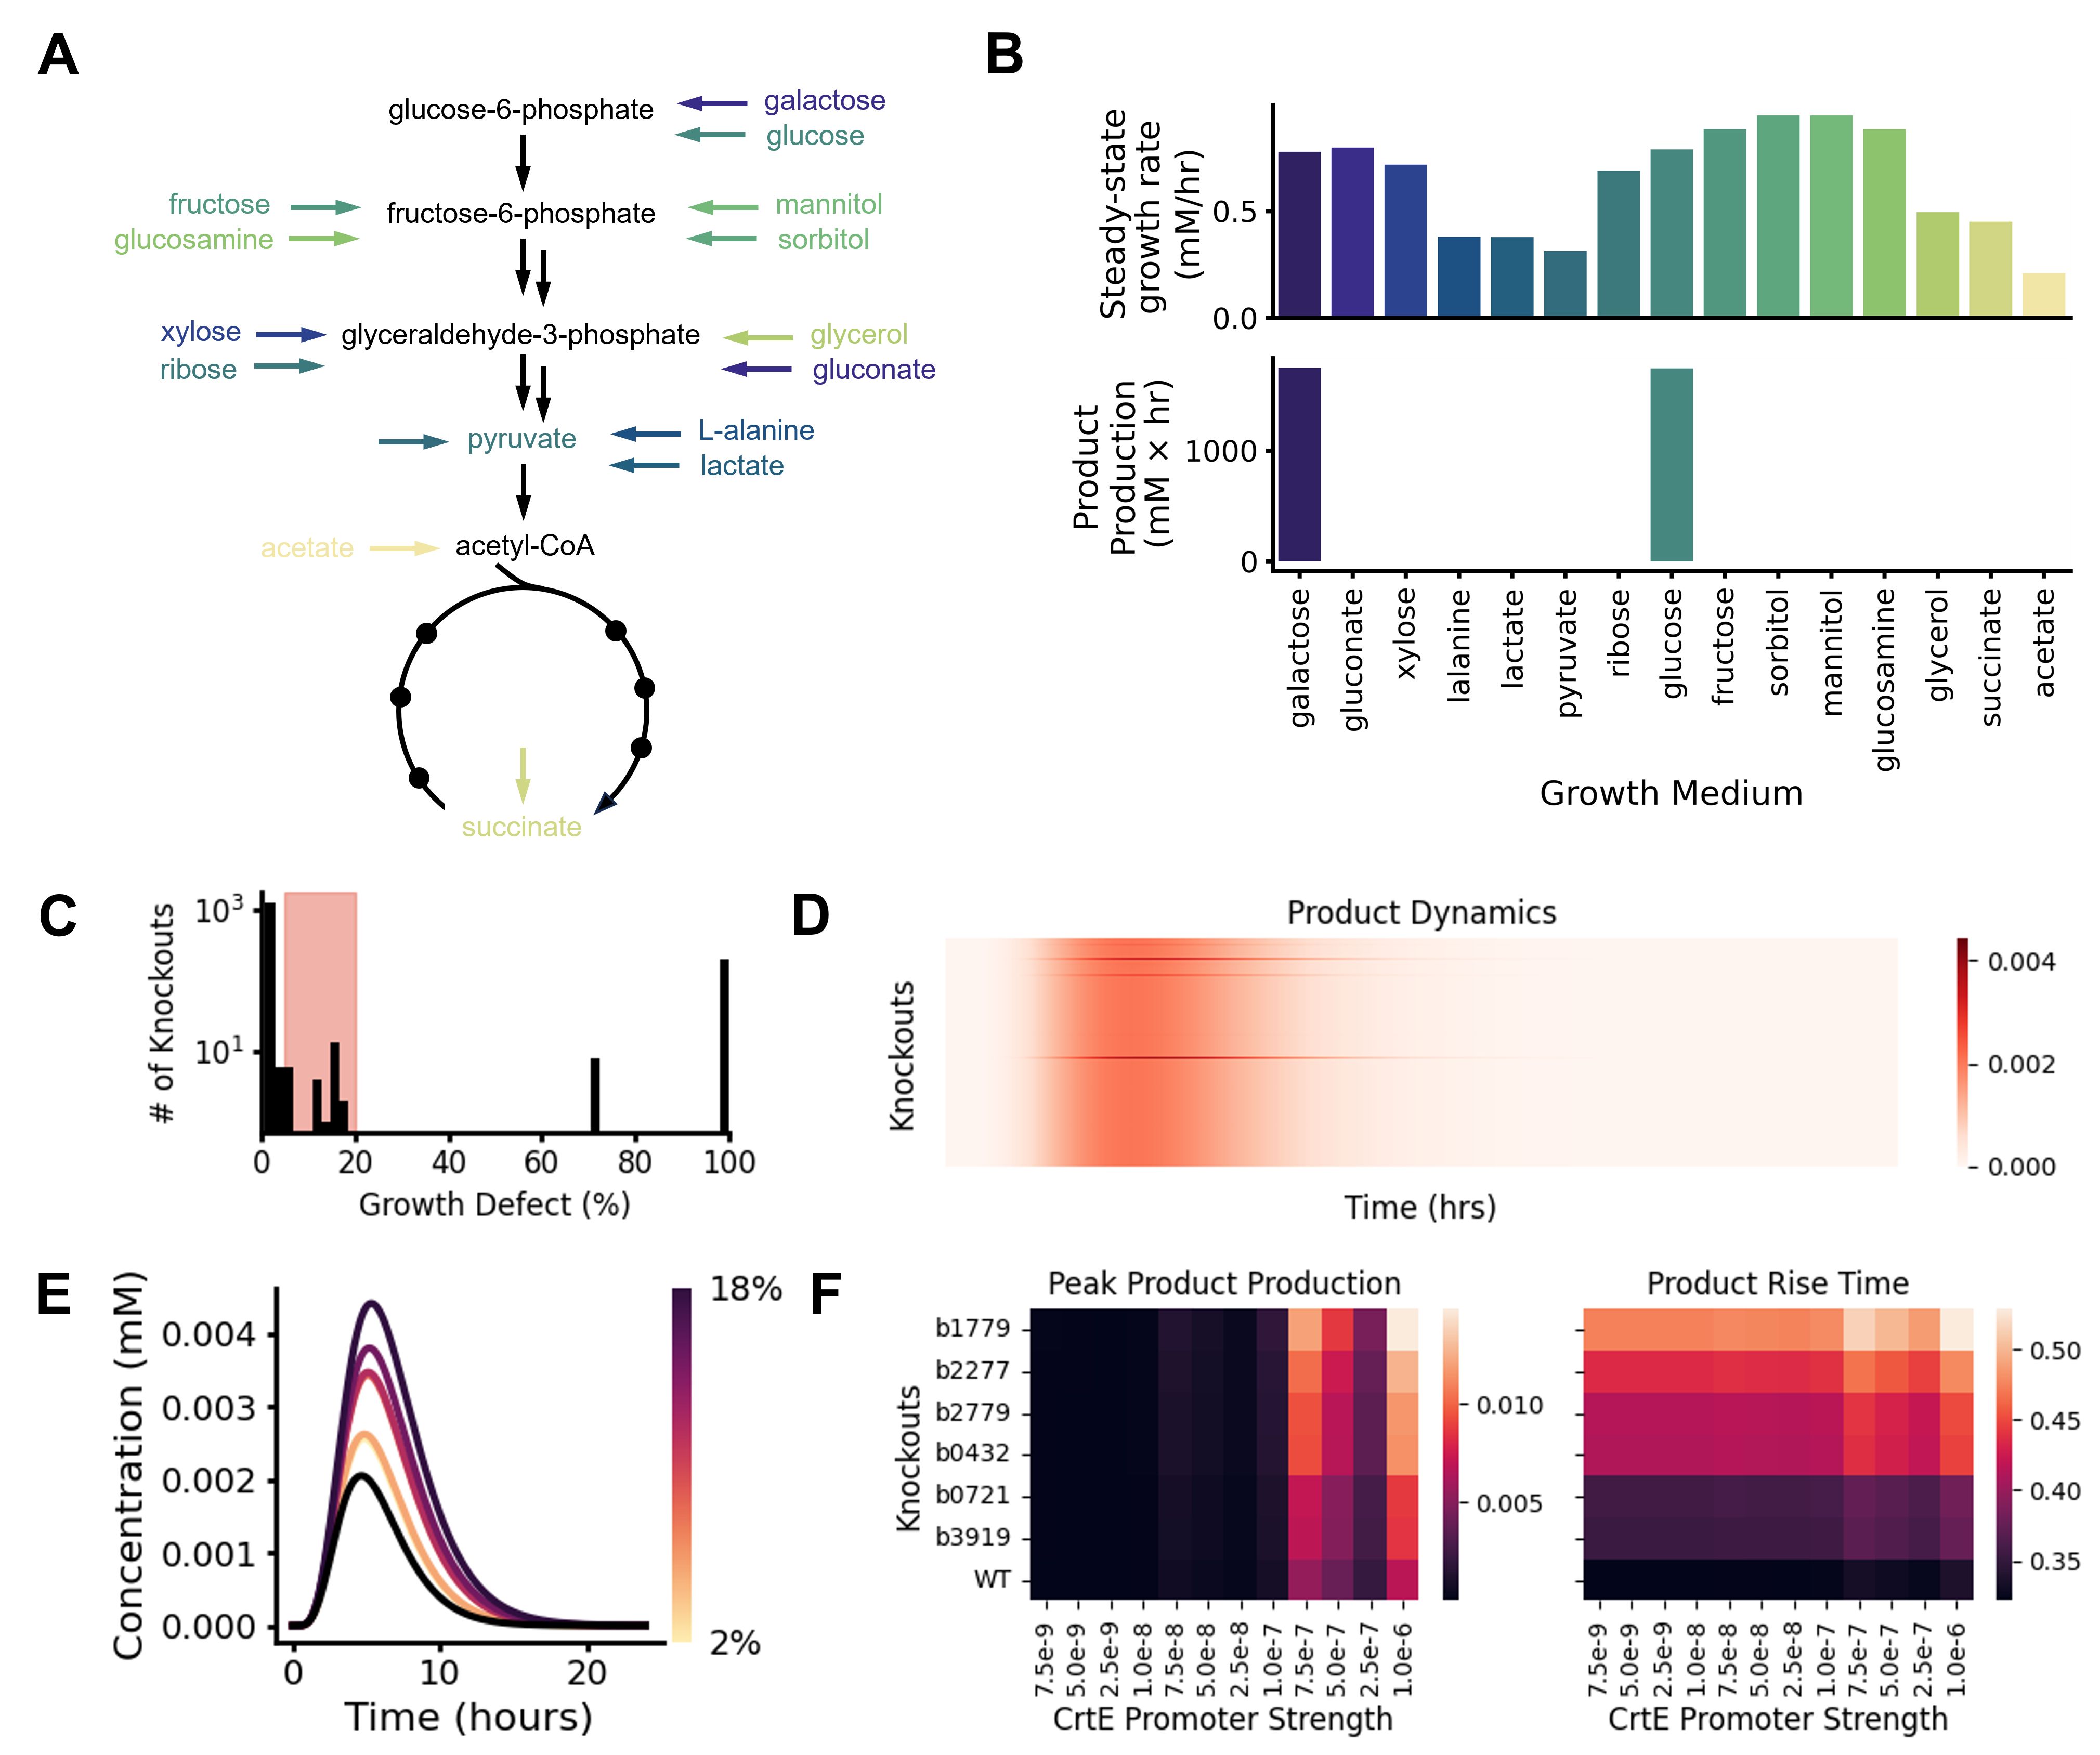 A
glucose-6-phosphate
galactose
glucose
fructose
glucosamine
fructose-6-phosphate
mannitol
sorbitol
xylose
ribose
glyceraldehyde-3-phosphate
glycerol
gluconate
pyruvate
L-alanine
lactate
acetate
acetyl-CoA
succinate
B
Steady-state
growth rate
(mM/hr)
0.5
0.0
Product
Production
(mM × hr)
1000
0
galactose
gluconate
xylose
lalanine
lactate
pyruvate
ribose
glucose
fructose
sorbitol
mannitol
glucosamine
glycerol
succinate
acetate
Growth Medium
C
# of Knockouts
10³
10¹
0 20 40 60 80 100
Growth Defect (%)
D
Product Dynamics
Knockouts
Time (hrs)
0.004
0.002
0.000
E
Concentration (mM)
0.004
0.003
0.002
0.001
0.000
0 10 20
Time (hours)
18%
2%
F
Peak Product Production
Knockouts
b1779
b2277
b2779
b0432
b0721
b3919
WT
7.5e-9
5.0e-9
2.5e-9
1.0e-8
7.5e-8
5.0e-8
2.5e-8
1.0e-7
7.5e-7
5.0e-7
2.5e-7
1.0e-6
CrtE Promoter Strength
0.010
0.005
Product Rise Time
7.5e-9
5.0e-9
2.5e-9
1.0e-8
7.5e-8
5.0e-8
2.5e-8
1.0e-7
7.5e-7
5.0e-7
2.5e-7
1.0e-6
CrtE Promoter Strength
0.50
0.45
0.40
0.35